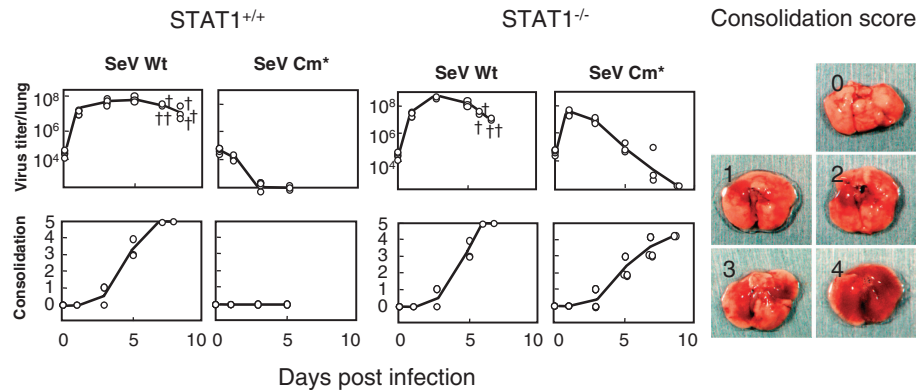 STAT1+/+ STAT1-/- Consolidation score
SeV Wt SeV Cm* SeV Wt SeV Cm*
Virus titer/lung
10^8
10^6
10^4
† † †† † † †
10^8
10^6
10^4
† † ††
0
1 2
3 4
Consolidation
5
4
3
2
1
0
5
4
3
2
1
0
0 5 10 0 5 10 0 5 10 0 5 10
Days post infection